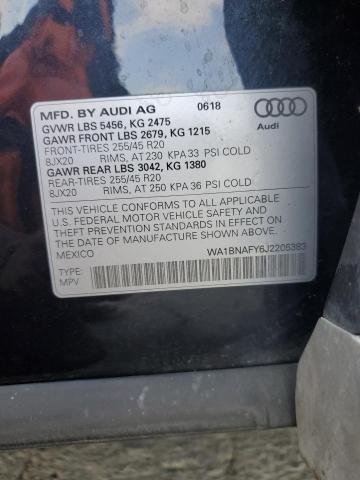 MFD. BY AUDI AG 0618
GVWR LBS 5456, KG 2475
GAWR FRONT LBS 2679, KG 1215
FRONT-TIRES 255/45 R20
8JX20 RIMS, AT 230 KPA 33 PSI COLD
GAWR REAR LBS 3042, KG 1380
REAR-TIRES 255/45 R20
8JX20 RIMS, AT 250 KPA 36 PSI COLD
Audi
THIS VEHICLE CONFORMS TO ALL APPLICABLE
U.S. FEDERAL MOTOR VEHICLE SAFETY, BUMPER, AND
THEFT PREVENTION STANDARDS IN EFFECT ON
THE DATE OF MANUFACTURE SHOWN ABOVE.
MEXICO WA1BNAFY6J2206383
TYPE:
MPV